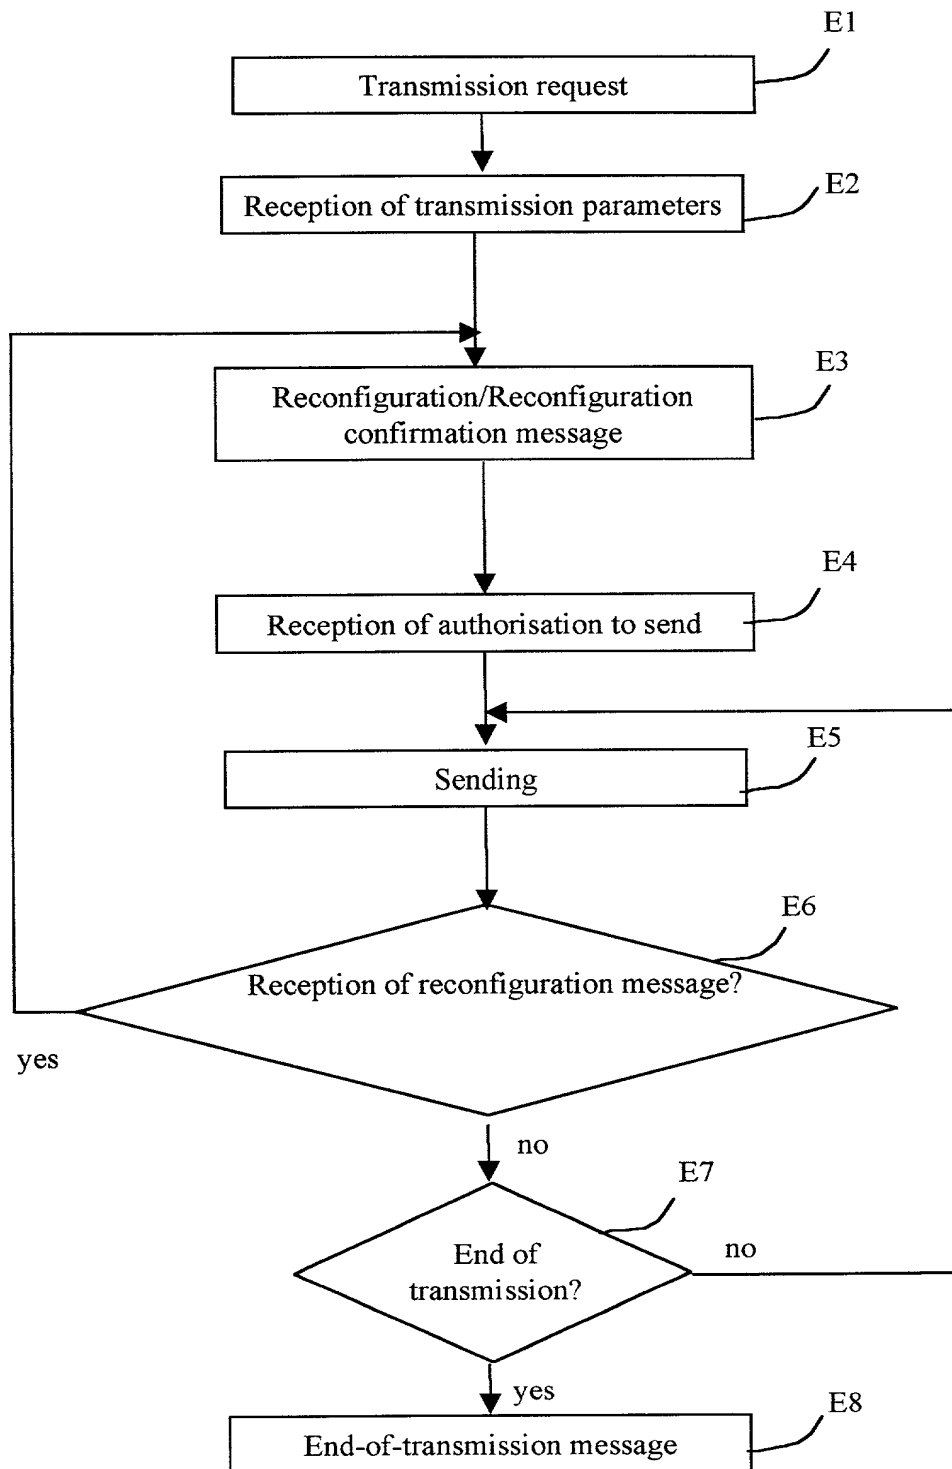 E1
Transmission request
E2
Reception of transmission parameters
E3
Reconfiguration/Reconfiguration
confirmation message
E4
Reception of authorisation to send
E5
Sending
E6
Reception of reconfiguration message?
yes
no
E7
End of
transmission?
no
yes
E8
End-of-transmission message